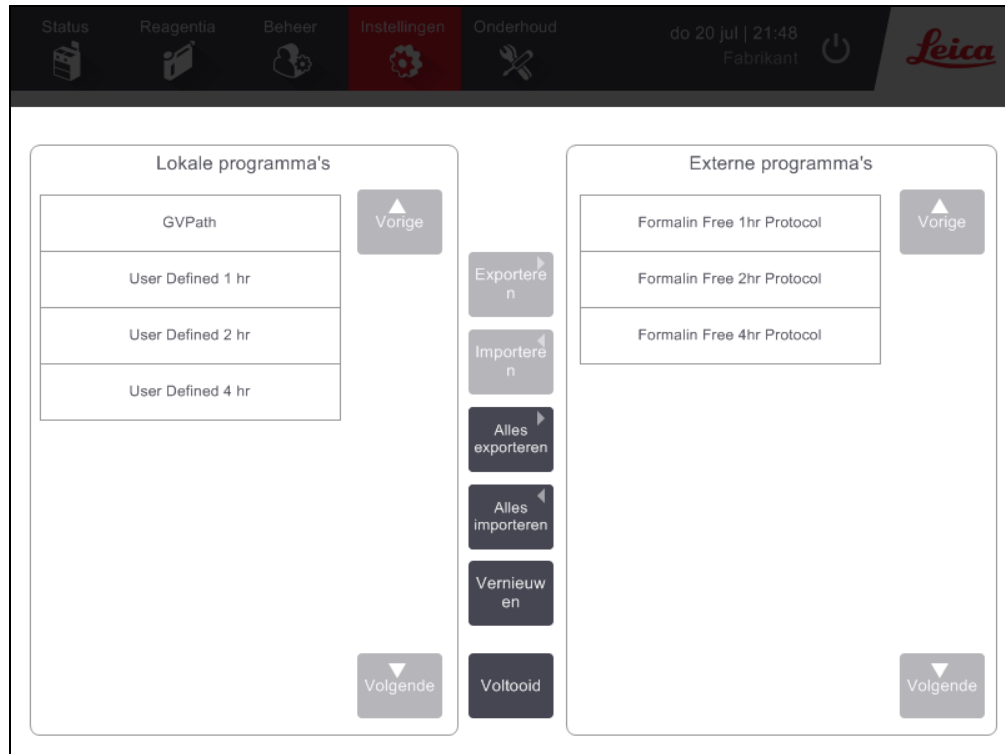 Status
Reagentia
Beheer
Instellingen
Onderhoud
do 20 jul | 21:48
Fabrikant
Leica
Lokale programma's
GVPath
User Defined 1 hr
User Defined 2 hr
User Defined 4 hr
Vorige
Volgende
Exportere
n
Importere
n
Alles
exporteren
Alles
importeren
Vernieuw
en
Voltooid
Externe programma's
Formalin Free 1hr Protocol
Formalin Free 2hr Protocol
Formalin Free 4hr Protocol
Vorige
Volgende